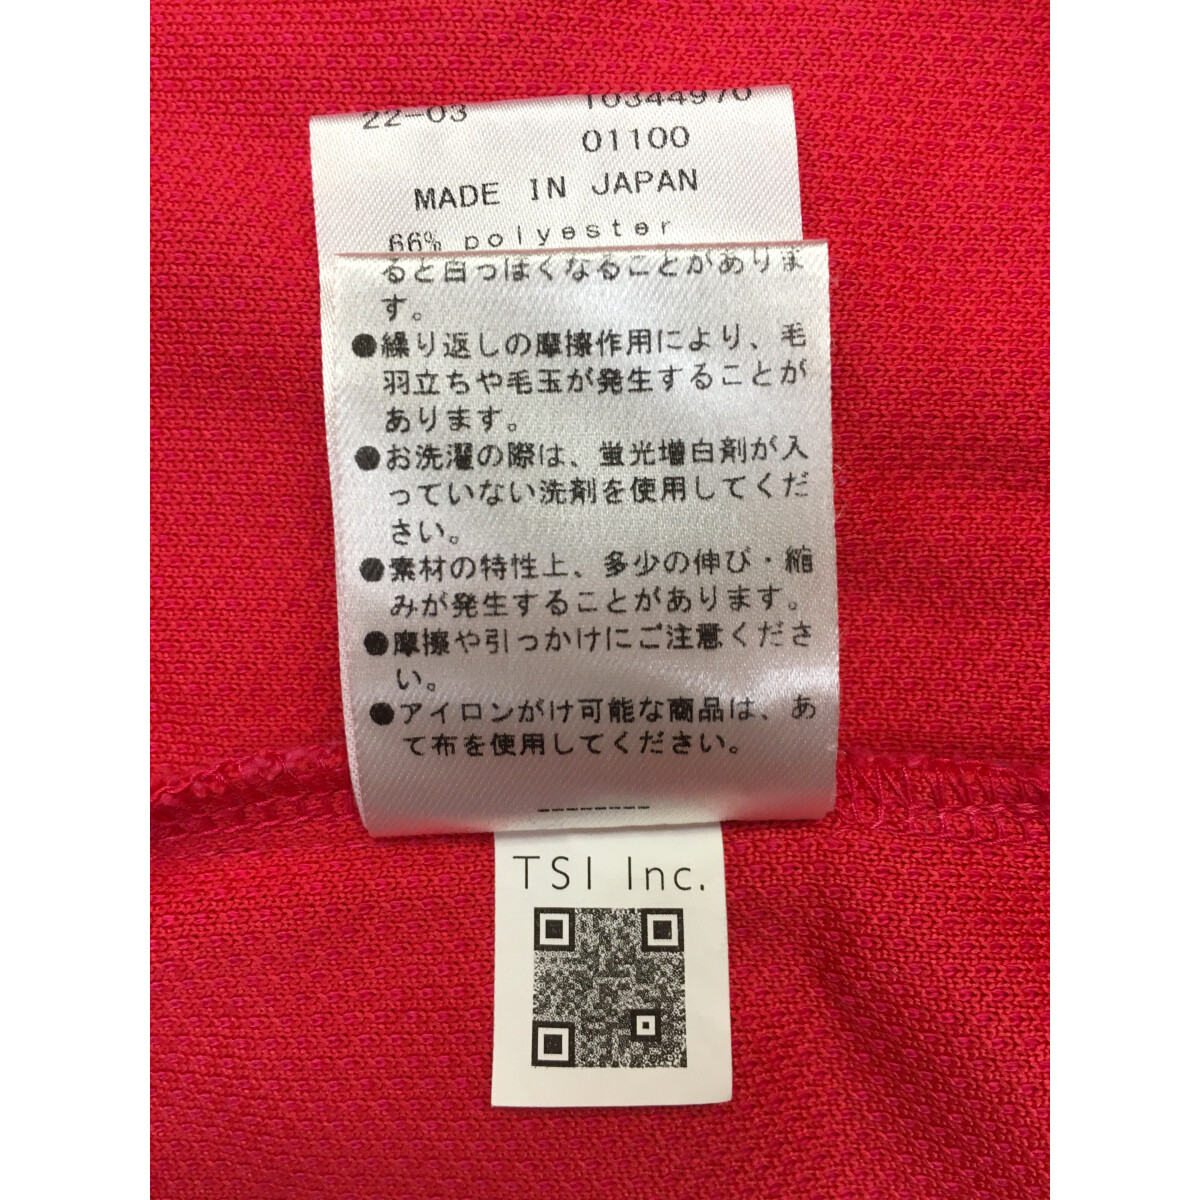 22-03 10344970
01100
MADE IN JAPAN
66% polyester
ると白っぽくなることがありま
す。
●繰り返しの摩擦作用により、毛
羽立ちや毛玉が発生することが
あります。
●お洗濯の際は、蛍光増白剤が入
っていない洗剤を使用してくだ
さい。
●素材の特性上、多少の伸び・縮
みが発生することがあります。
●摩擦や引っかけにご注意くださ
い。
●アイロンがけ可能な商品は、あ
て布を使用してください。
TSI Inc.